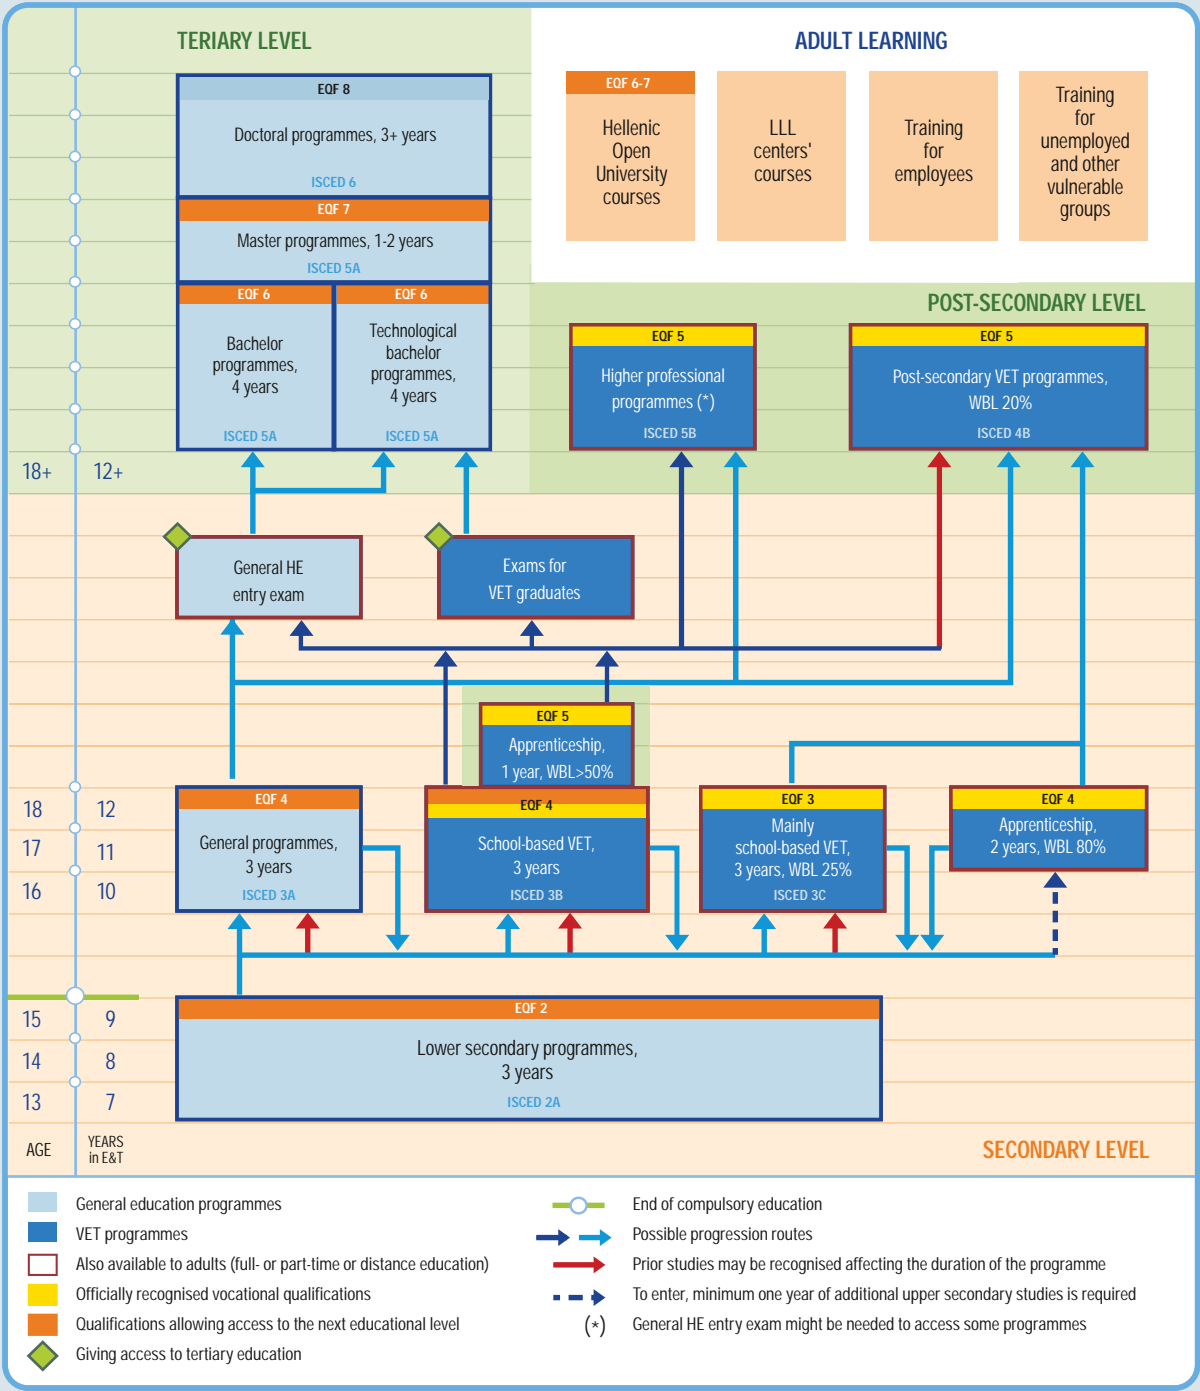 TERIARY LEVEL
ADULT LEARNING
EQF 8
Doctoral programmes, 3+ years
ISCED 6
EQF 7
Master programmes, 1-2 years
ISCED 5A
EQF 6
Bachelor
programmes,
4 years
ISCED 5A
EQF 6
Technological
bachelor
programmes,
4 years
ISCED 5A
EQF 6-7
Hellenic
Open
University
courses
LLL
centers'
courses
Training
for
employees
Training
for
unemployed
and other
vulnerable
groups
POST-SECONDARY LEVEL
EQF 5
Higher professional
programmes (*)
ISCED 5B
EQF 5
Post-secondary VET programmes,
WBL 20%
ISCED 4B
18+
12+
General HE
entry exam
Exams for
VET graduates
EQF 5
Apprenticeship,
1 year, WBL>50%
18
12
17
11
16
10
EQF 4
General programmes,
3 years
ISCED 3A
EQF 4
School-based VET,
3 years
ISCED 3B
EQF 3
Mainly
school-based VET,
3 years, WBL 25%
ISCED 3C
EQF 4
Apprenticeship,
2 years, WBL 80%
15
9
14
8
13
7
EQF 2
Lower secondary programmes,
3 years
ISCED 2A
AGE
YEARS
in E&T
SECONDARY LEVEL
General education programmes
VET programmes
Also available to adults (full- or part-time or distance education)
Officially recognised vocational qualifications
Qualifications allowing access to the next educational level
Giving access to tertiary education
End of compulsory education
Possible progression routes
Prior studies may be recognised affecting the duration of the programme
To enter, minimum one year of additional upper secondary studies is required
(*) General HE entry exam might be needed to access some programmes